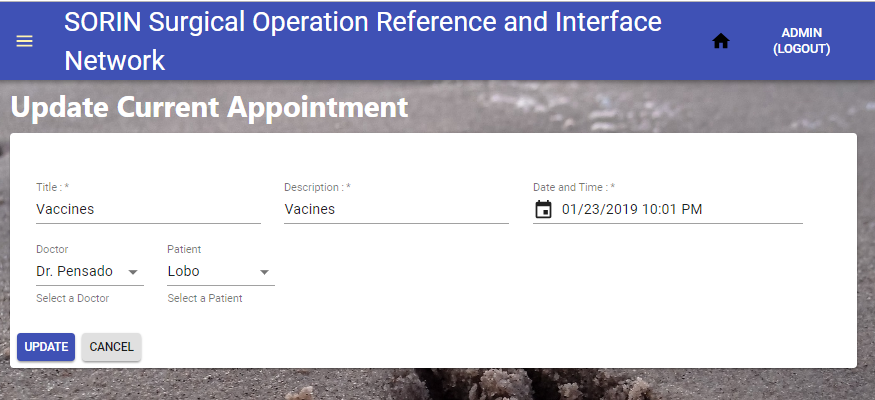 SORIN Surgical Operation Reference and Interface
Network
ADMIN
(LOGOUT)
Update Current Appointment
Title : *
Description : *
Date and Time : *
Vaccines
Vacines
01/23/2019 10:01 PM
Doctor
Patient
Dr. Pensado
Lobo
Select a Doctor
Select a Patient
UPDATE
CANCEL